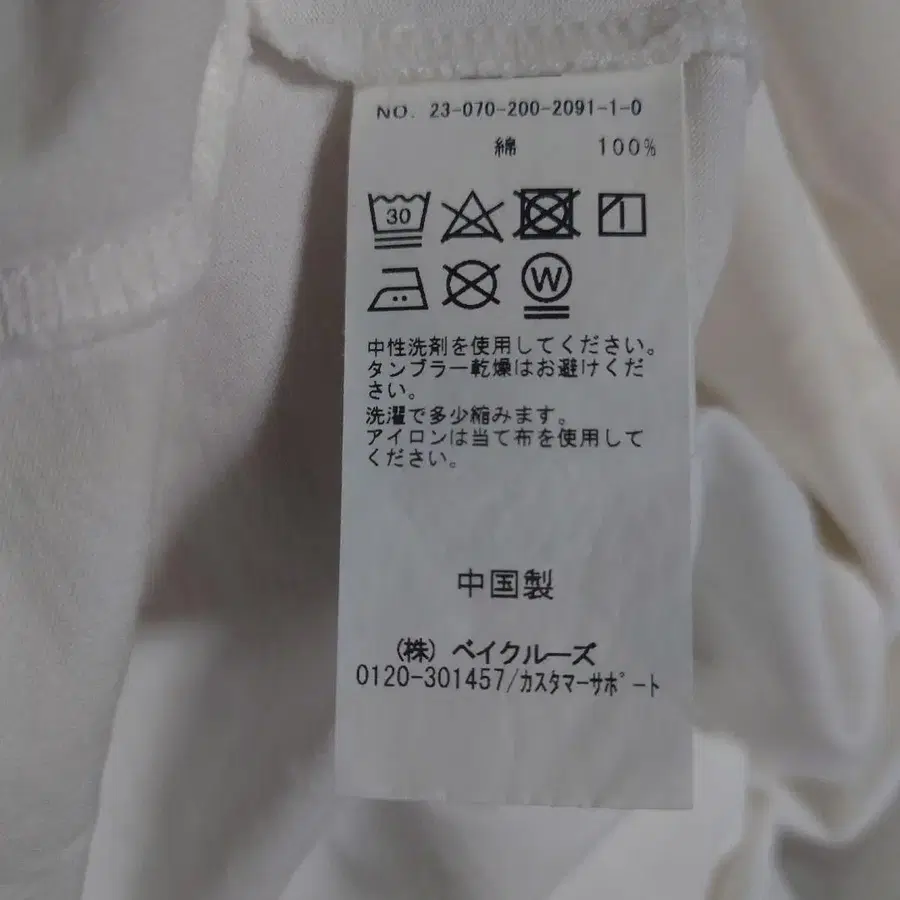 NO. 23-070-200-2091-1-0
綿 100%
30
W
中性洗剤を使用してください。
タンブラー乾燥はお避けくだ
さい。
洗濯で多少縮みます。
アイロンは当て布を使用して
ください。
中国製
(株) ベイクルーズ
0120-301457/カスタマーサポート